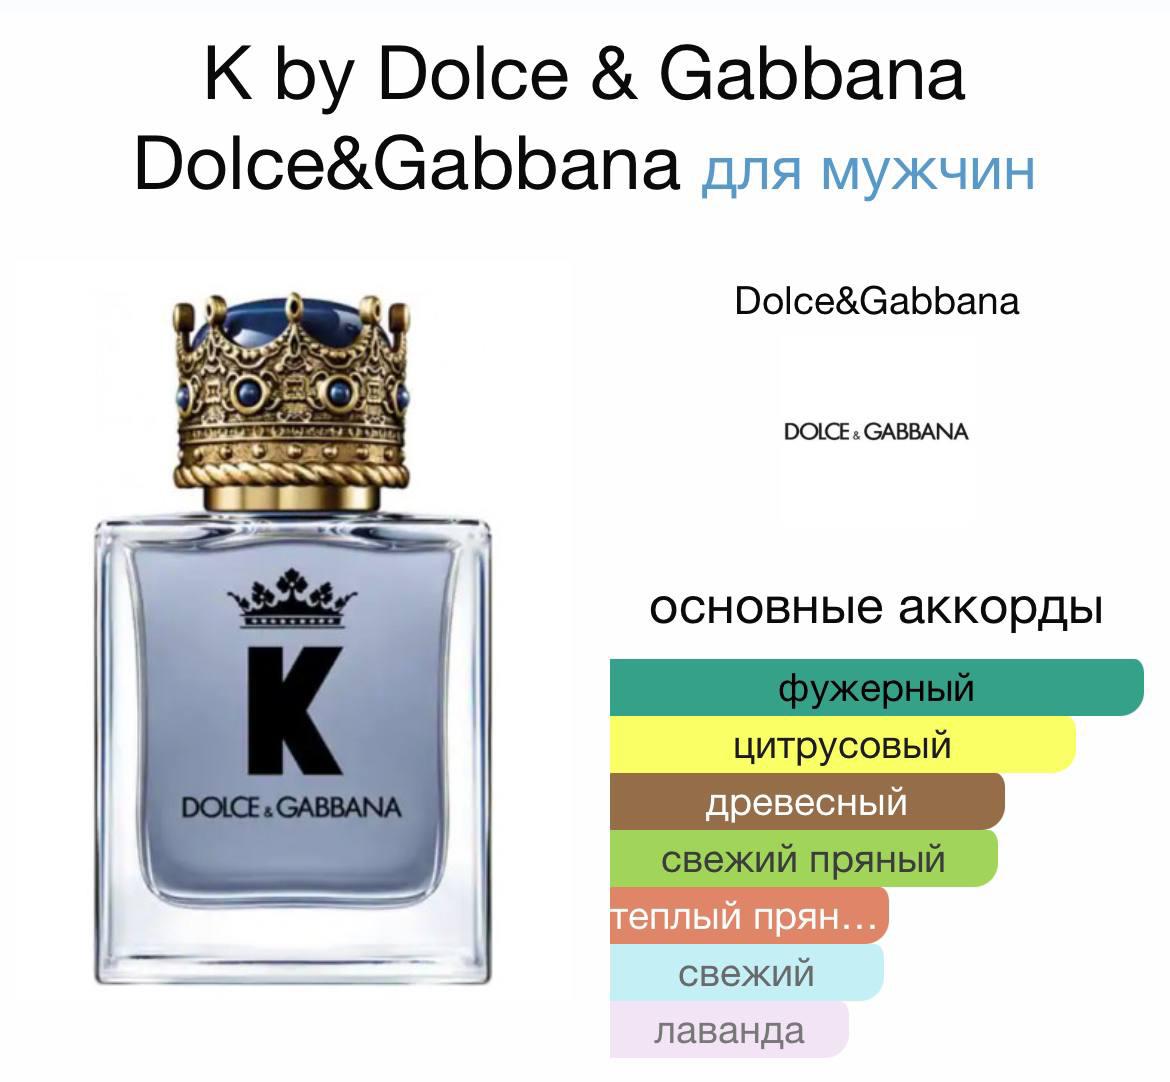 K by Dolce & Gabbana
Dolce&Gabbana для мужчин
Dolce&Gabbana
DOLCE & GABBANA
K
DOLCE & GABBANA
основные аккорды
фужерный
цитрусовый
древесный
свежий пряный
теплый прян...
свежий
лаванда